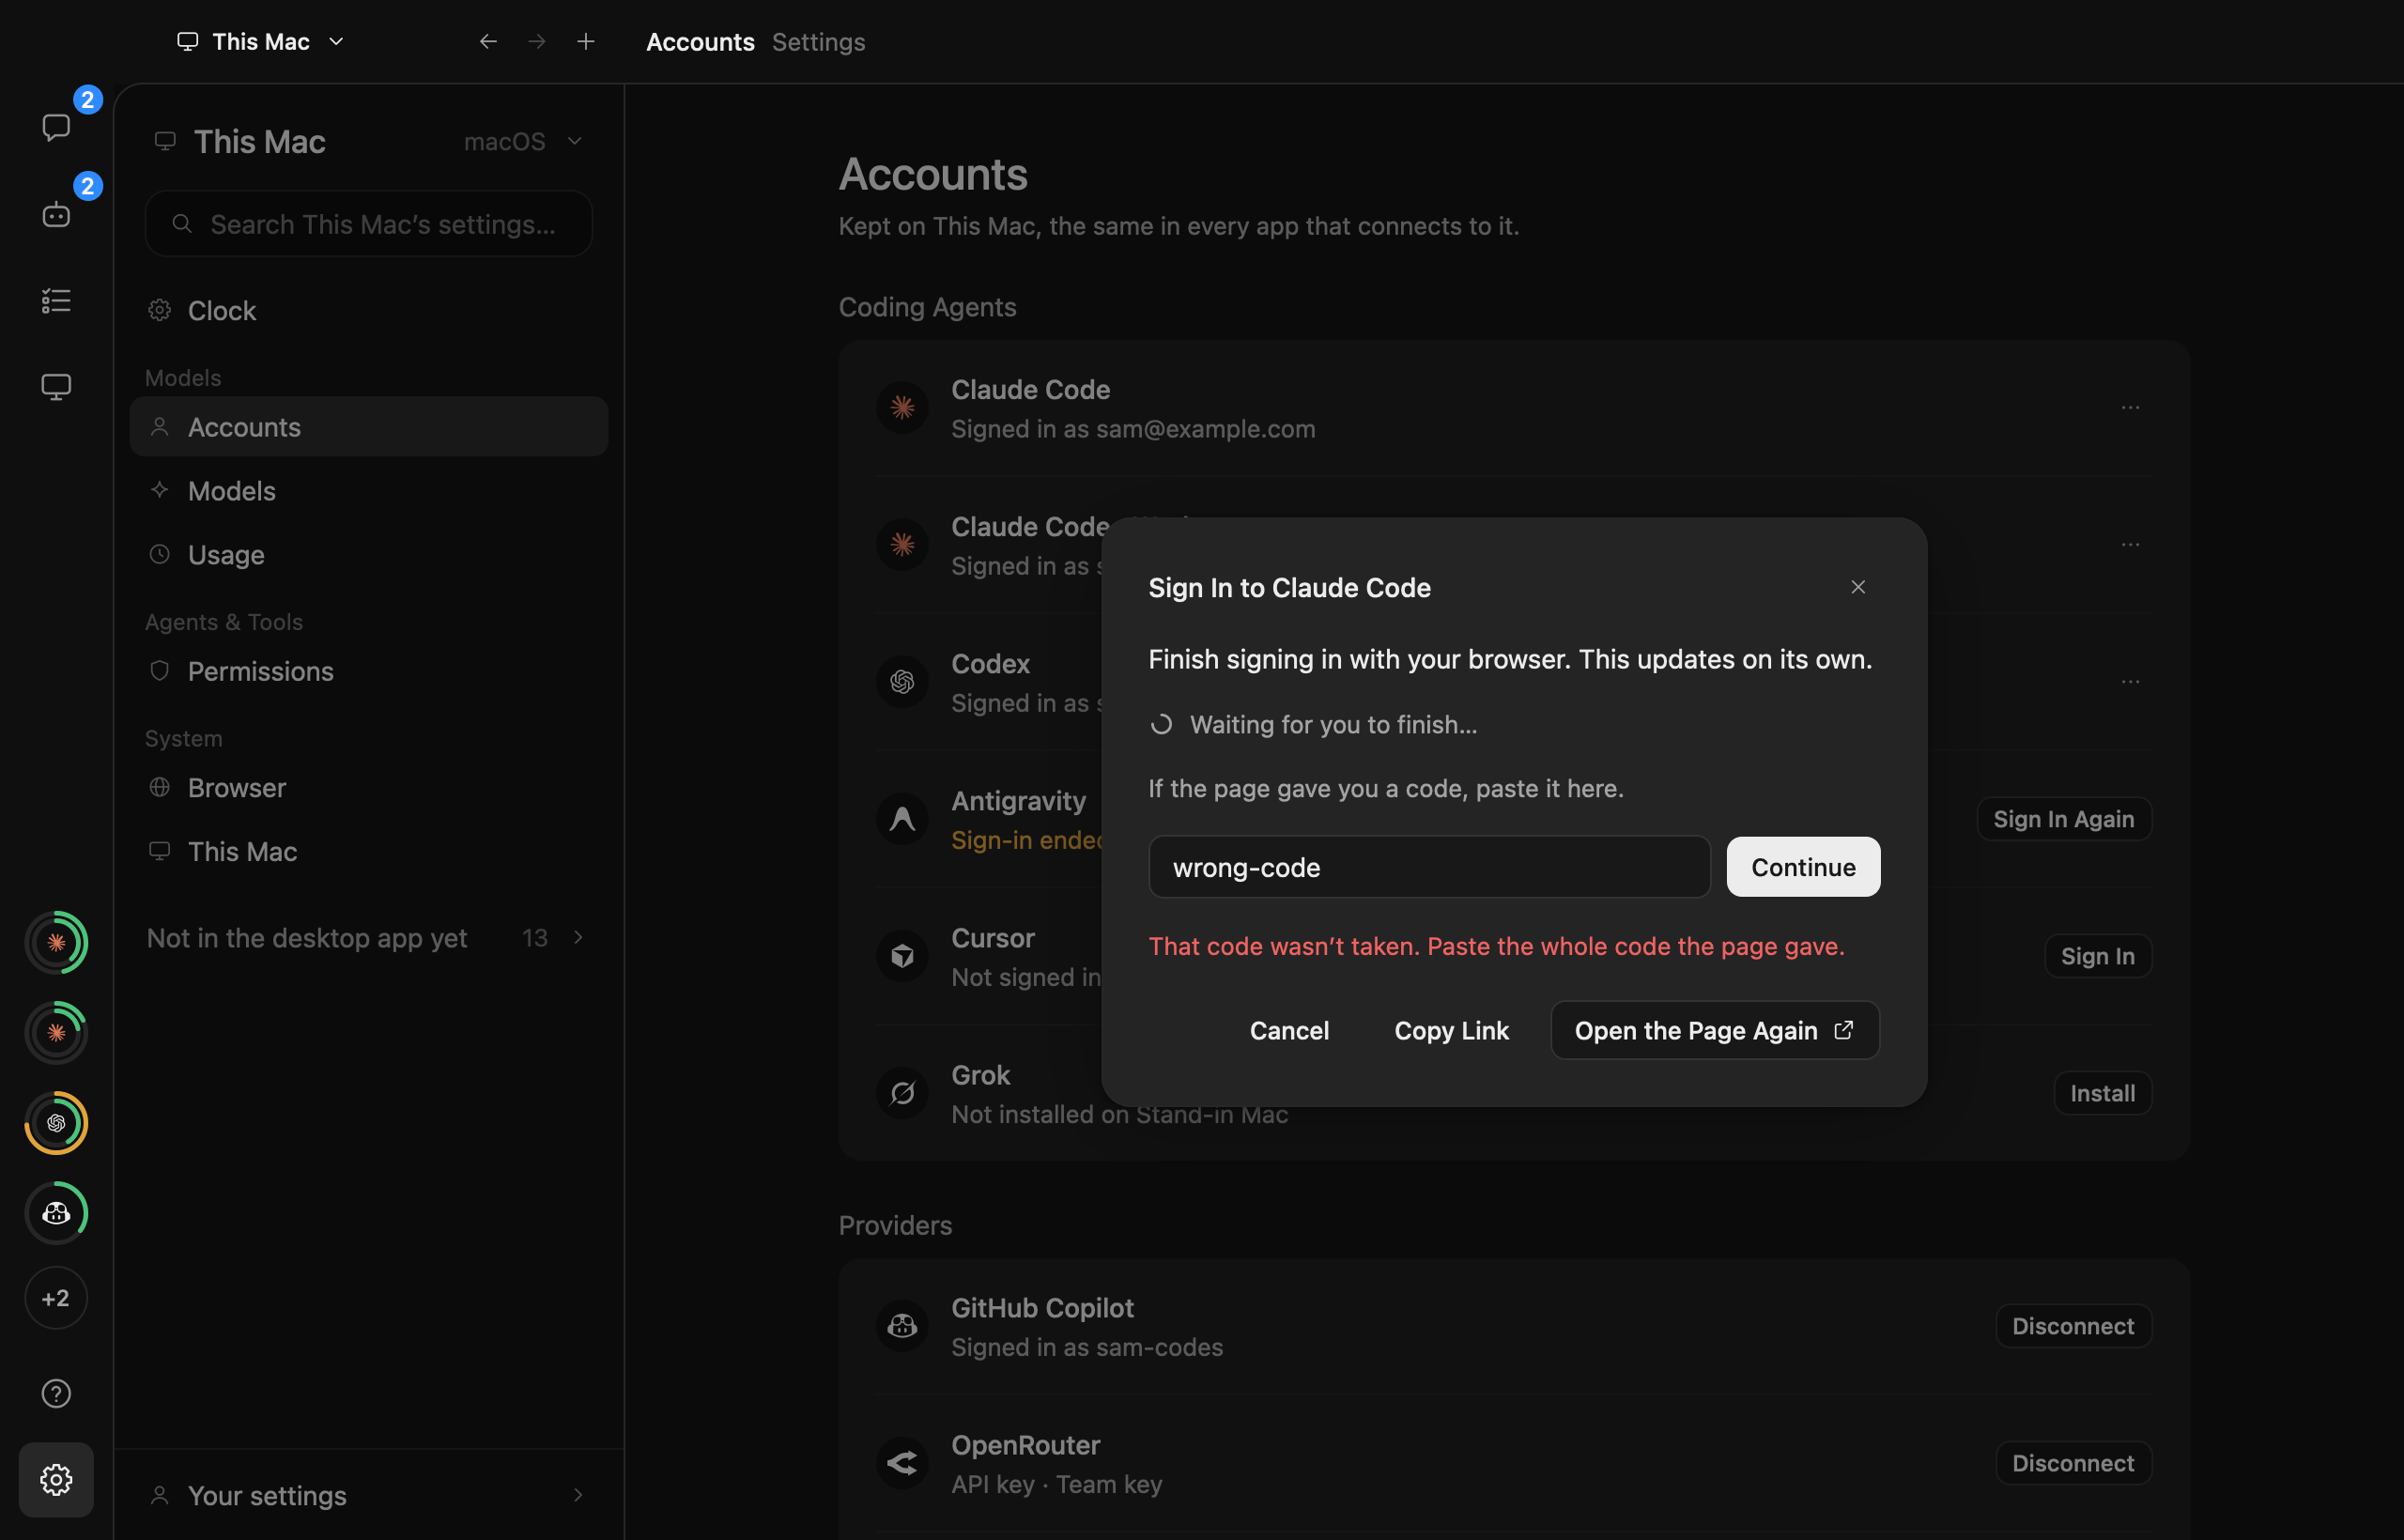 This Mac
Accounts Settings
2
2
This Mac macOS
Search This Mac’s settings...
Clock
Models
Accounts
Models
Usage
Agents & Tools
Permissions
System
Browser
This Mac
Not in the desktop app yet 13
+2
Your settings
Accounts
Kept on This Mac, the same in every app that connects to it.
Coding Agents
Claude Code
Signed in as sam@example.com
Claude Code
Signed in as
Codex
Signed in as
Antigravity
Sign-in ended
Sign In Again
Cursor
Not signed in
Sign In
Grok
Not installed on Stand-in Mac
Install
Sign In to Claude Code
Finish signing in with your browser. This updates on its own.
Waiting for you to finish...
If the page gave you a code, paste it here.
wrong-code
Continue
That code wasn’t taken. Paste the whole code the page gave.
Cancel
Copy Link
Open the Page Again
Providers
GitHub Copilot
Signed in as sam-codes
Disconnect
OpenRouter
API key · Team key
Disconnect